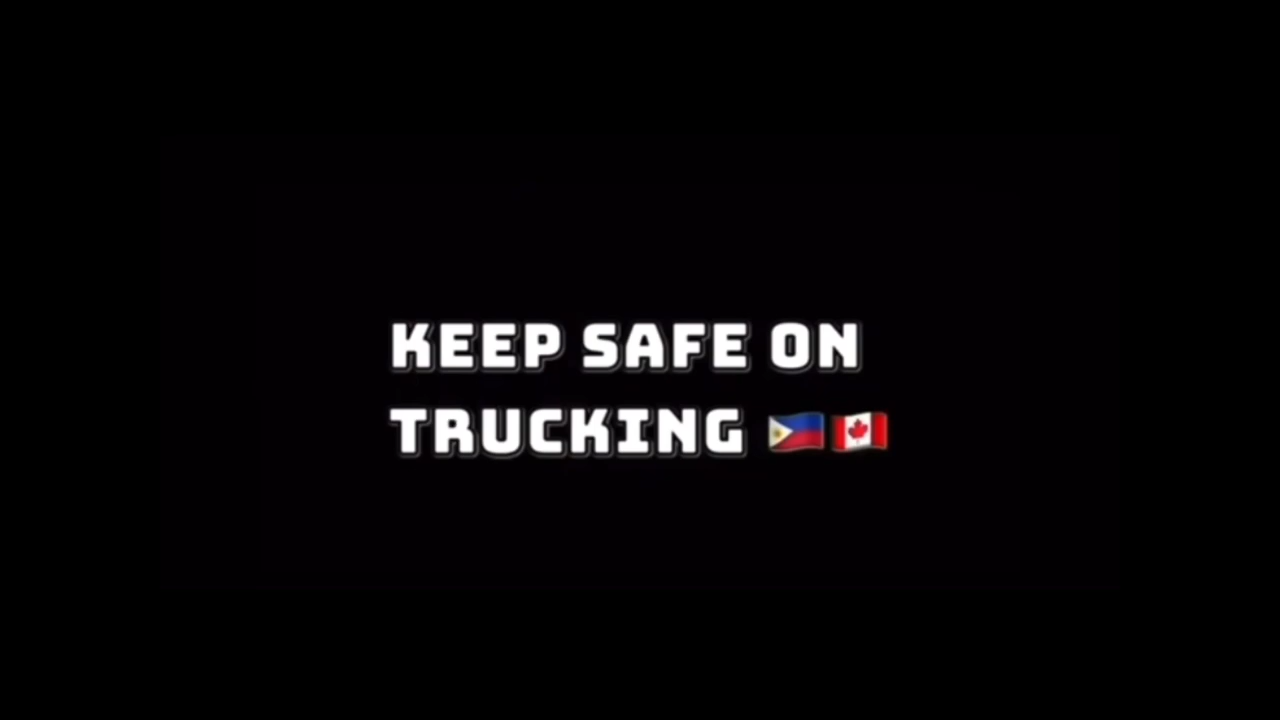 KEEP SAFE ON
TRUCKING 🇵🇭🇨🇦